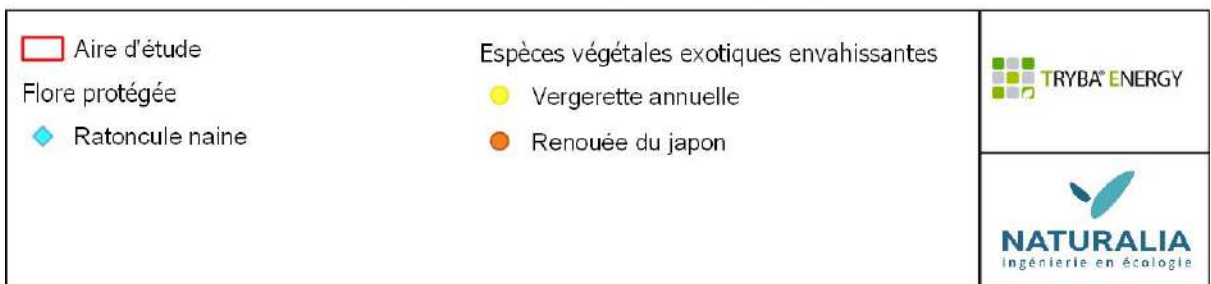 Aire d'étude
Flore protégée
Ratoncule naine
Espèces végétales exotiques envahissantes
Vergerette annuelle
Renouée du japon
TRYBA® ENERGY
NATURALIA
ingénierie en écologie